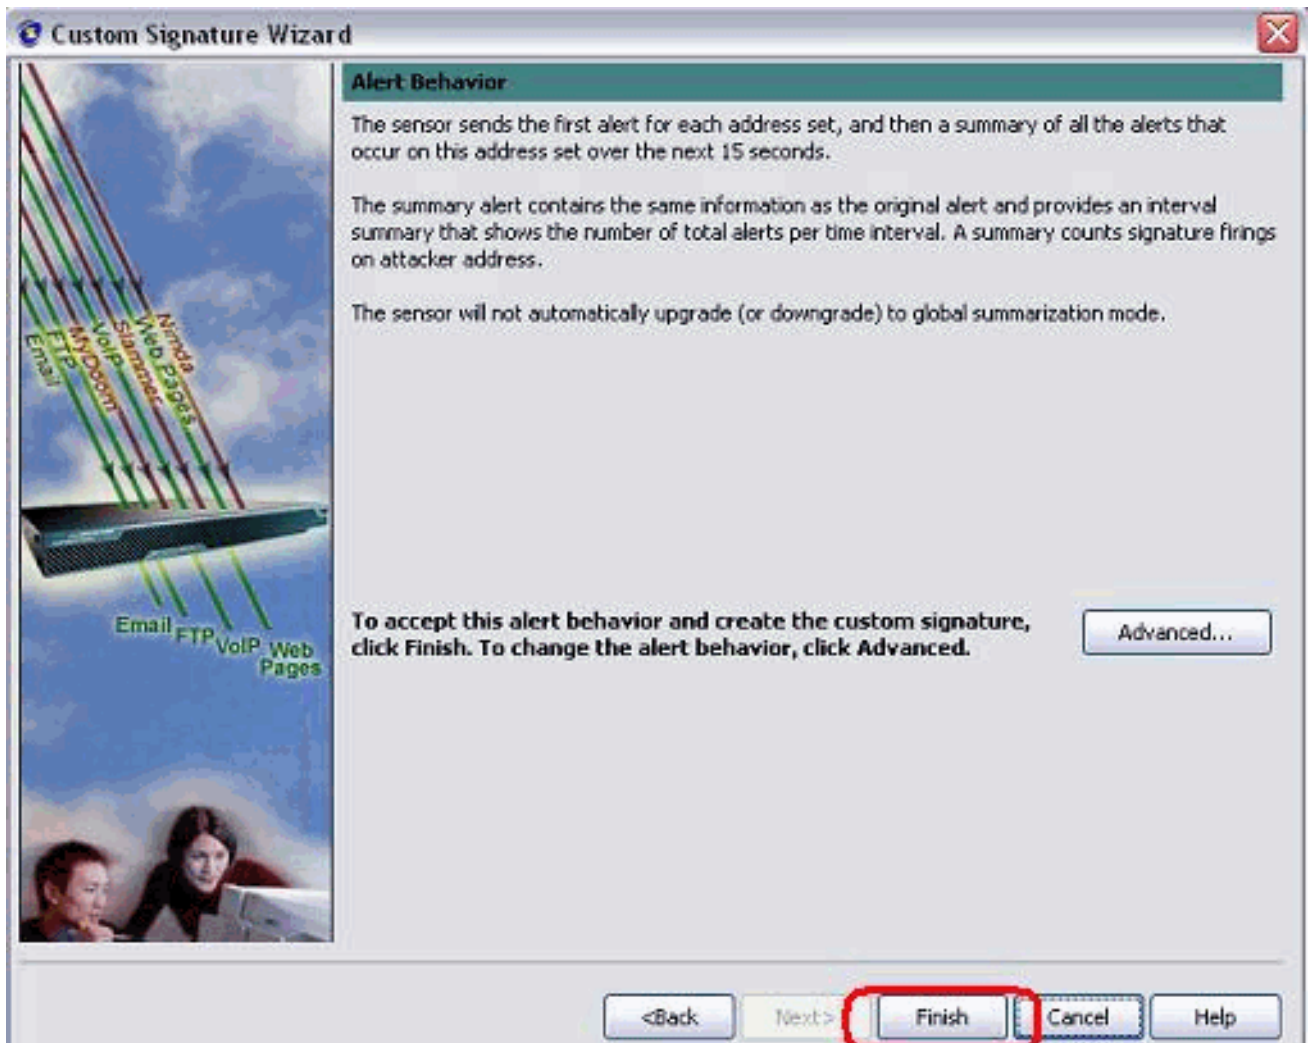 Custom Signature Wizard
Alert Behavior
The sensor sends the first alert for each address set, and then a summary of all the alerts that
occur on this address set over the next 15 seconds.
The summary alert contains the same information as the original alert and provides an interval
summary that shows the number of total alerts per time interval. A summary counts signature firings
on attacker address.
The sensor will not automatically upgrade (or downgrade) to global summarization mode.
Email
FTP
MyDoom
VoIP
Slammer
Web Pages
Nimda
Email
FTP
VoIP
Web
Pages
To accept this alert behavior and create the custom signature,
click Finish. To change the alert behavior, click Advanced.
Advanced...
<Back
Next>
Finish
Cancel
Help